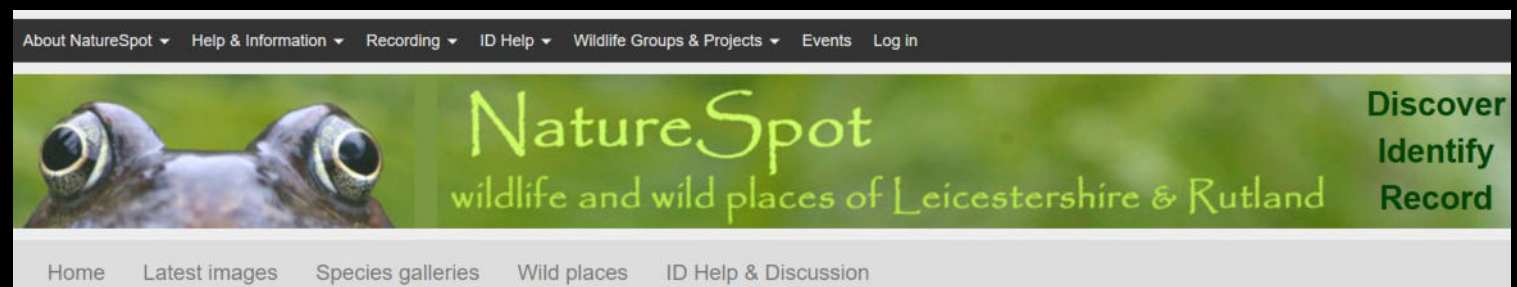 About NatureSpot Help & Information Recording ID Help Wildlife Groups & Projects Events Log in
NatureSpot
wildlife and wild places of Leicestershire & Rutland
Discover
Identify
Record
Home Latest images Species galleries Wild places ID Help & Discussion